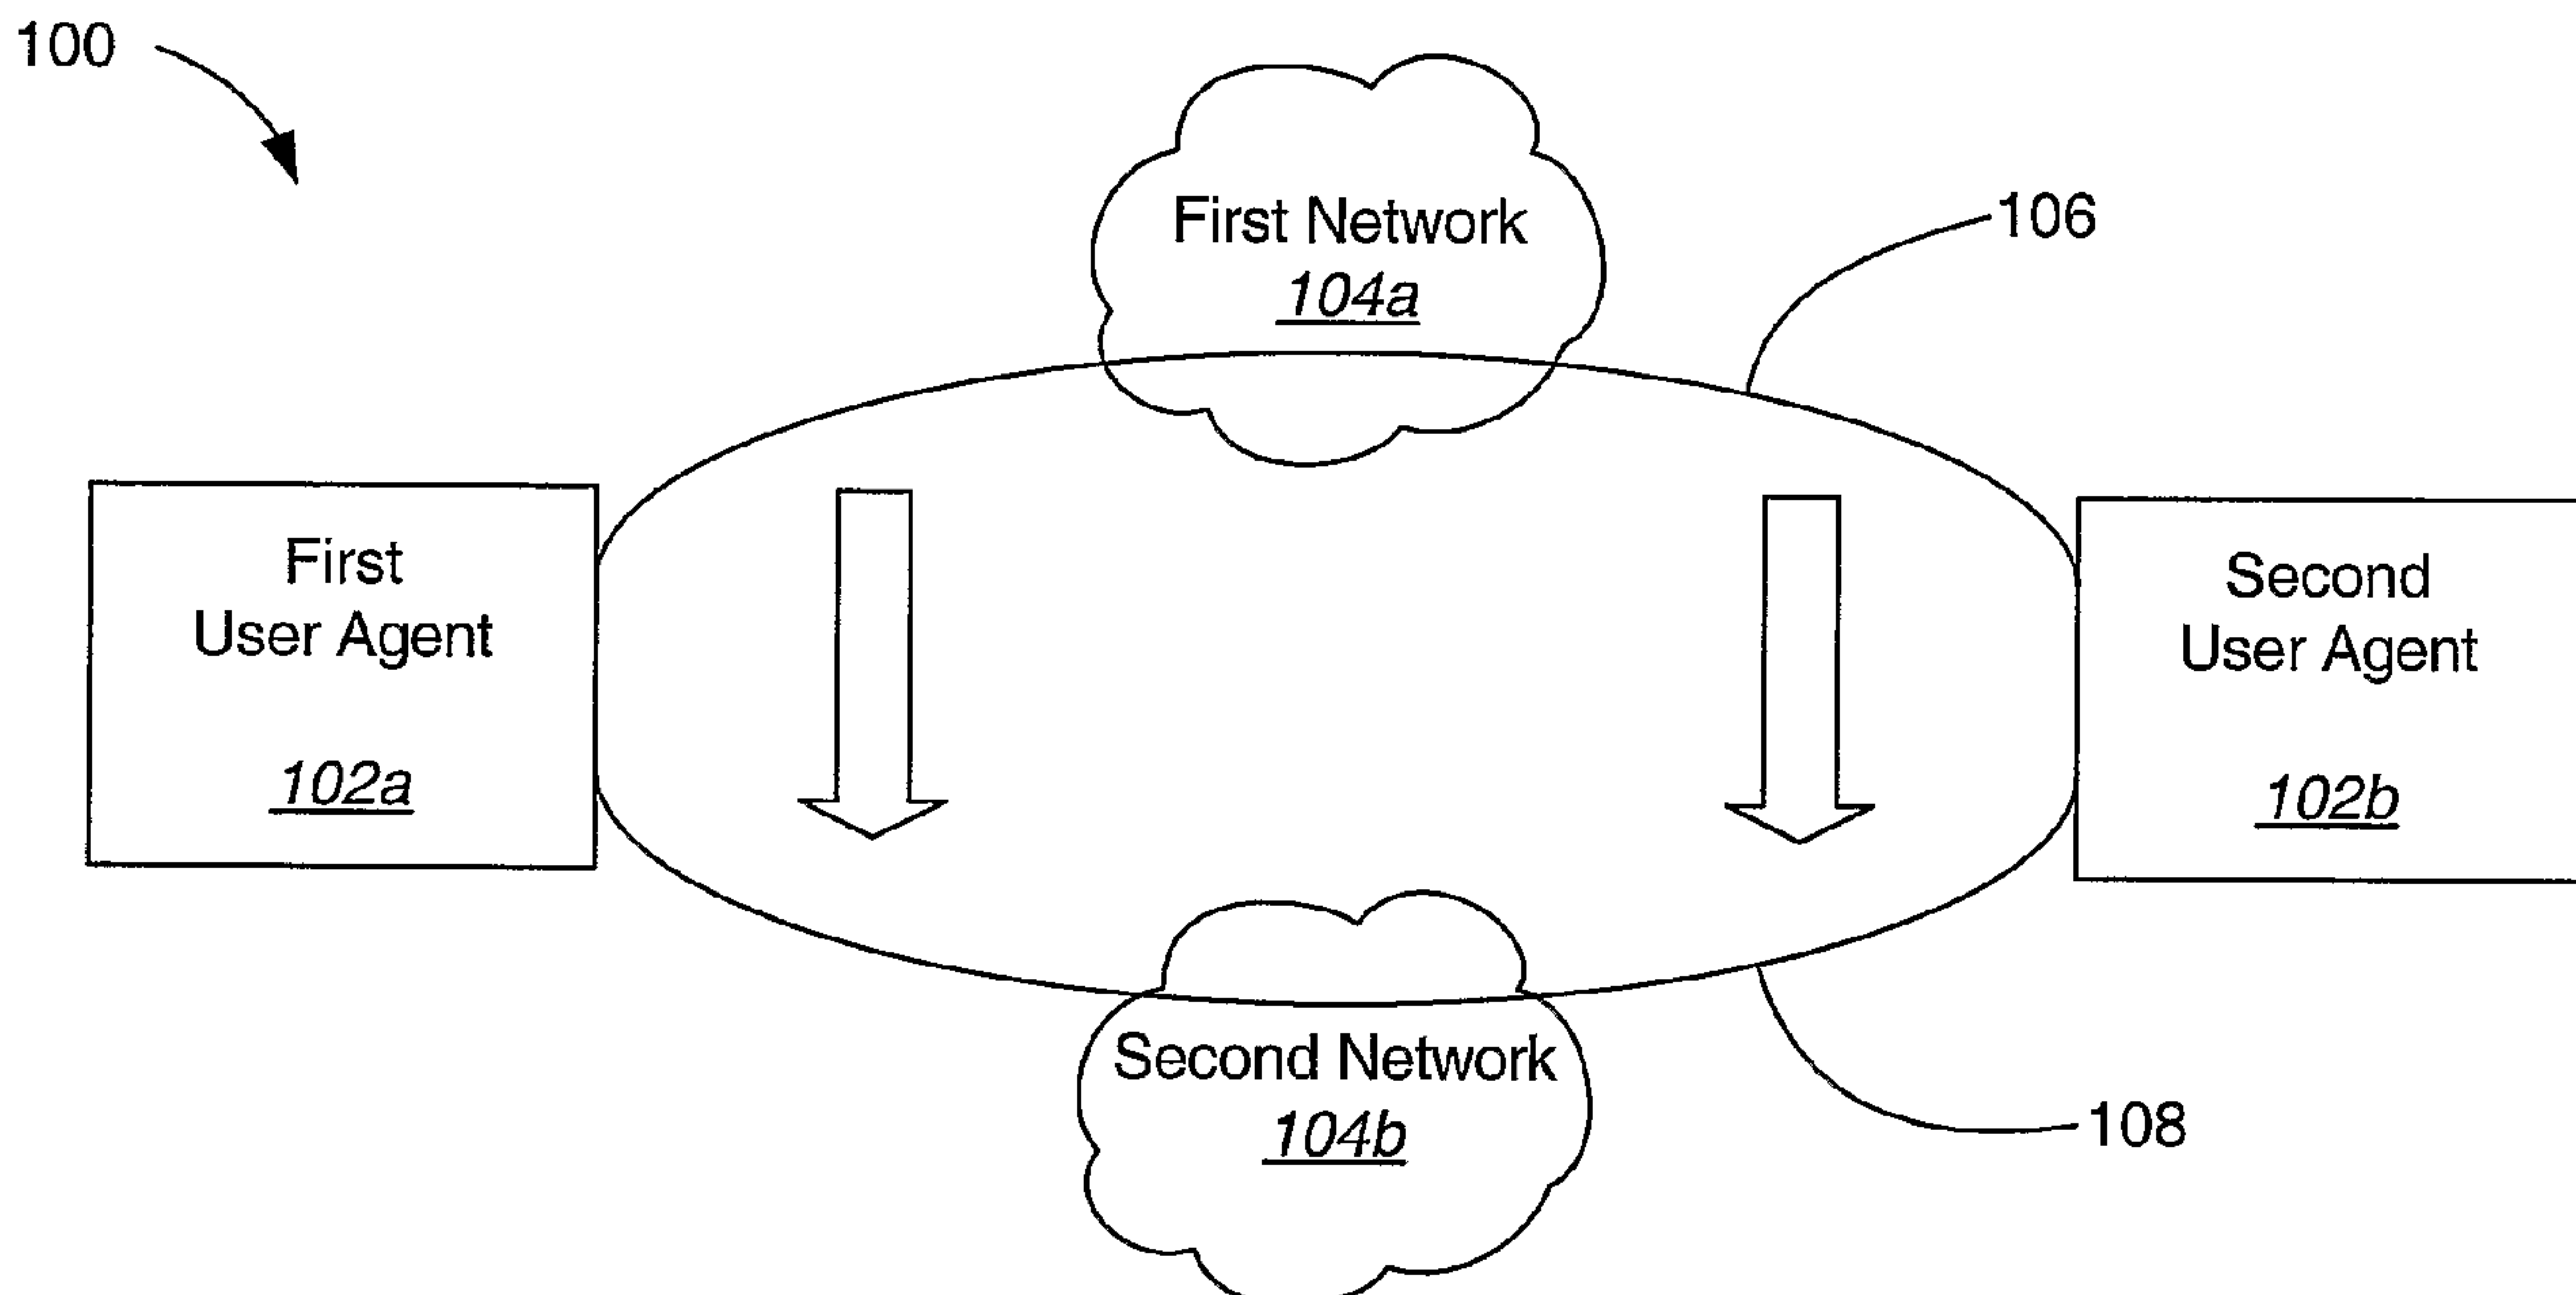 100
First Network
104a
106
First
User Agent
102a
Second
User Agent
102b
Second Network
104b
108